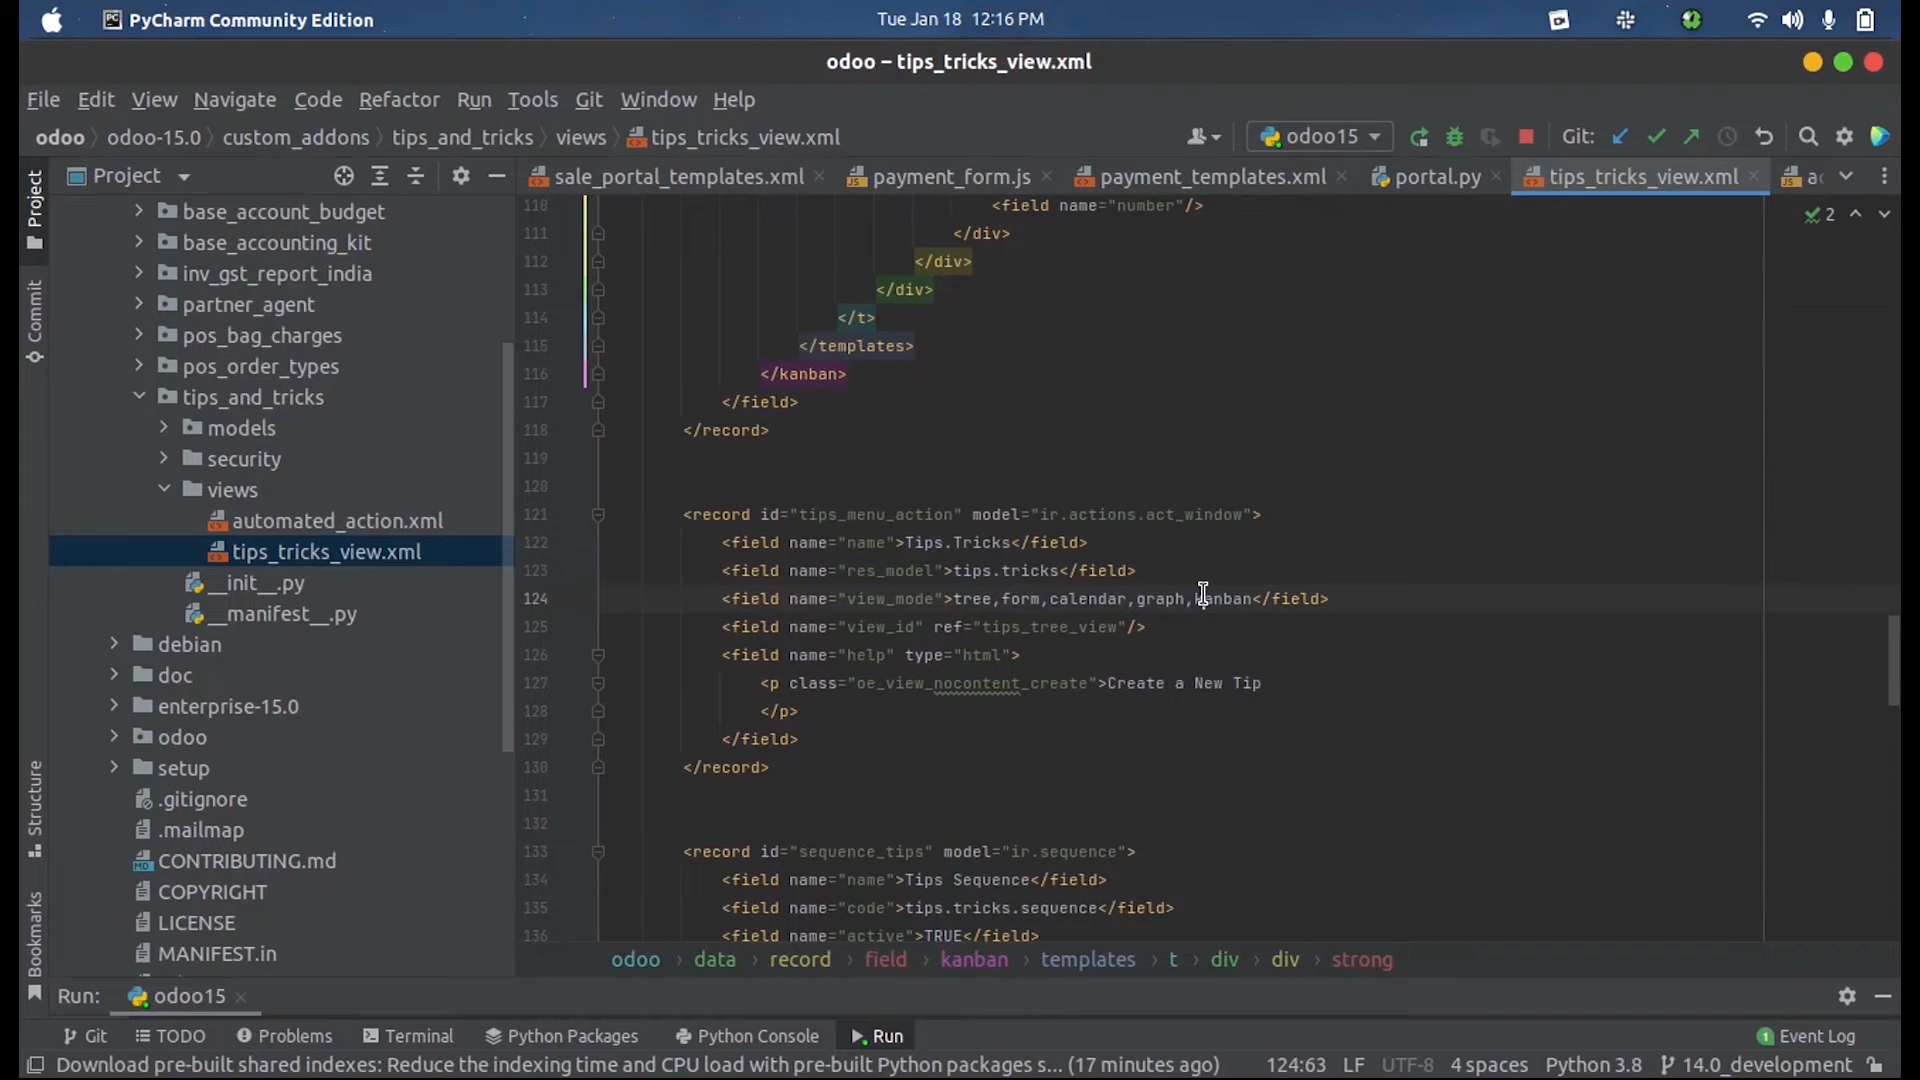 PyCharm Community Edition
Tue Jan 18 12:16 PM
odoo – tips_tricks_view.xml
File Edit View Navigate Code Refactor Run Tools Git Window Help
odoo odoo-15.0 custom_addons tips_and_tricks views tips_tricks_view.xml
odoo15
Git:
Project
sale_portal_templates.xml
payment_form.js
payment_templates.xml
portal.py
tips_tricks_view.xml
Project
Commit
Structure
Bookmarks
base_account_budget
base_accounting_kit
inv_gst_report_india
partner_agent
pos_bag_charges
pos_order_types
tips_and_tricks
models
security
views
automated_action.xml
tips_tricks_view.xml
__init__.py
__manifest__.py
debian
doc
enterprise-15.0
odoo
setup
.gitignore
.mailmap
CONTRIBUTING.md
COPYRIGHT
LICENSE
MANIFEST.in
2
110 <field name="number"/>
111 </div>
112 </div>
113 </div>
114 </t>
115 </templates>
116 </kanban>
117 </field>
118 </record>
119
120
121 <record id="tips_menu_action" model="ir.actions.act_window">
122 <field name="name">Tips.Tricks</field>
123 <field name="res_model">tips.tricks</field>
124 <field name="view_mode">tree,form,calendar,graph,kanban</field>
125 <field name="view_id" ref="tips_tree_view"/>
126 <field name="help" type="html">
127 <p class="oe_view_nocontent_create">Create a New Tip
128 </p>
129 </field>
130 </record>
131
132
133 <record id="sequence_tips" model="ir.sequence">
134 <field name="name">Tips Sequence</field>
135 <field name="code">tips.tricks.sequence</field>
136 <field name="active">TRUE</field>
odoo data record field kanban templates t div div strong
Run: odoo15
Git TODO Problems Terminal Python Packages Python Console Run
1 Event Log
Download pre-built shared indexes: Reduce the indexing time and CPU load with pre-built Python packages s... (17 minutes ago)
124:63 LF UTF-8 4 spaces Python 3.8 14.0_development